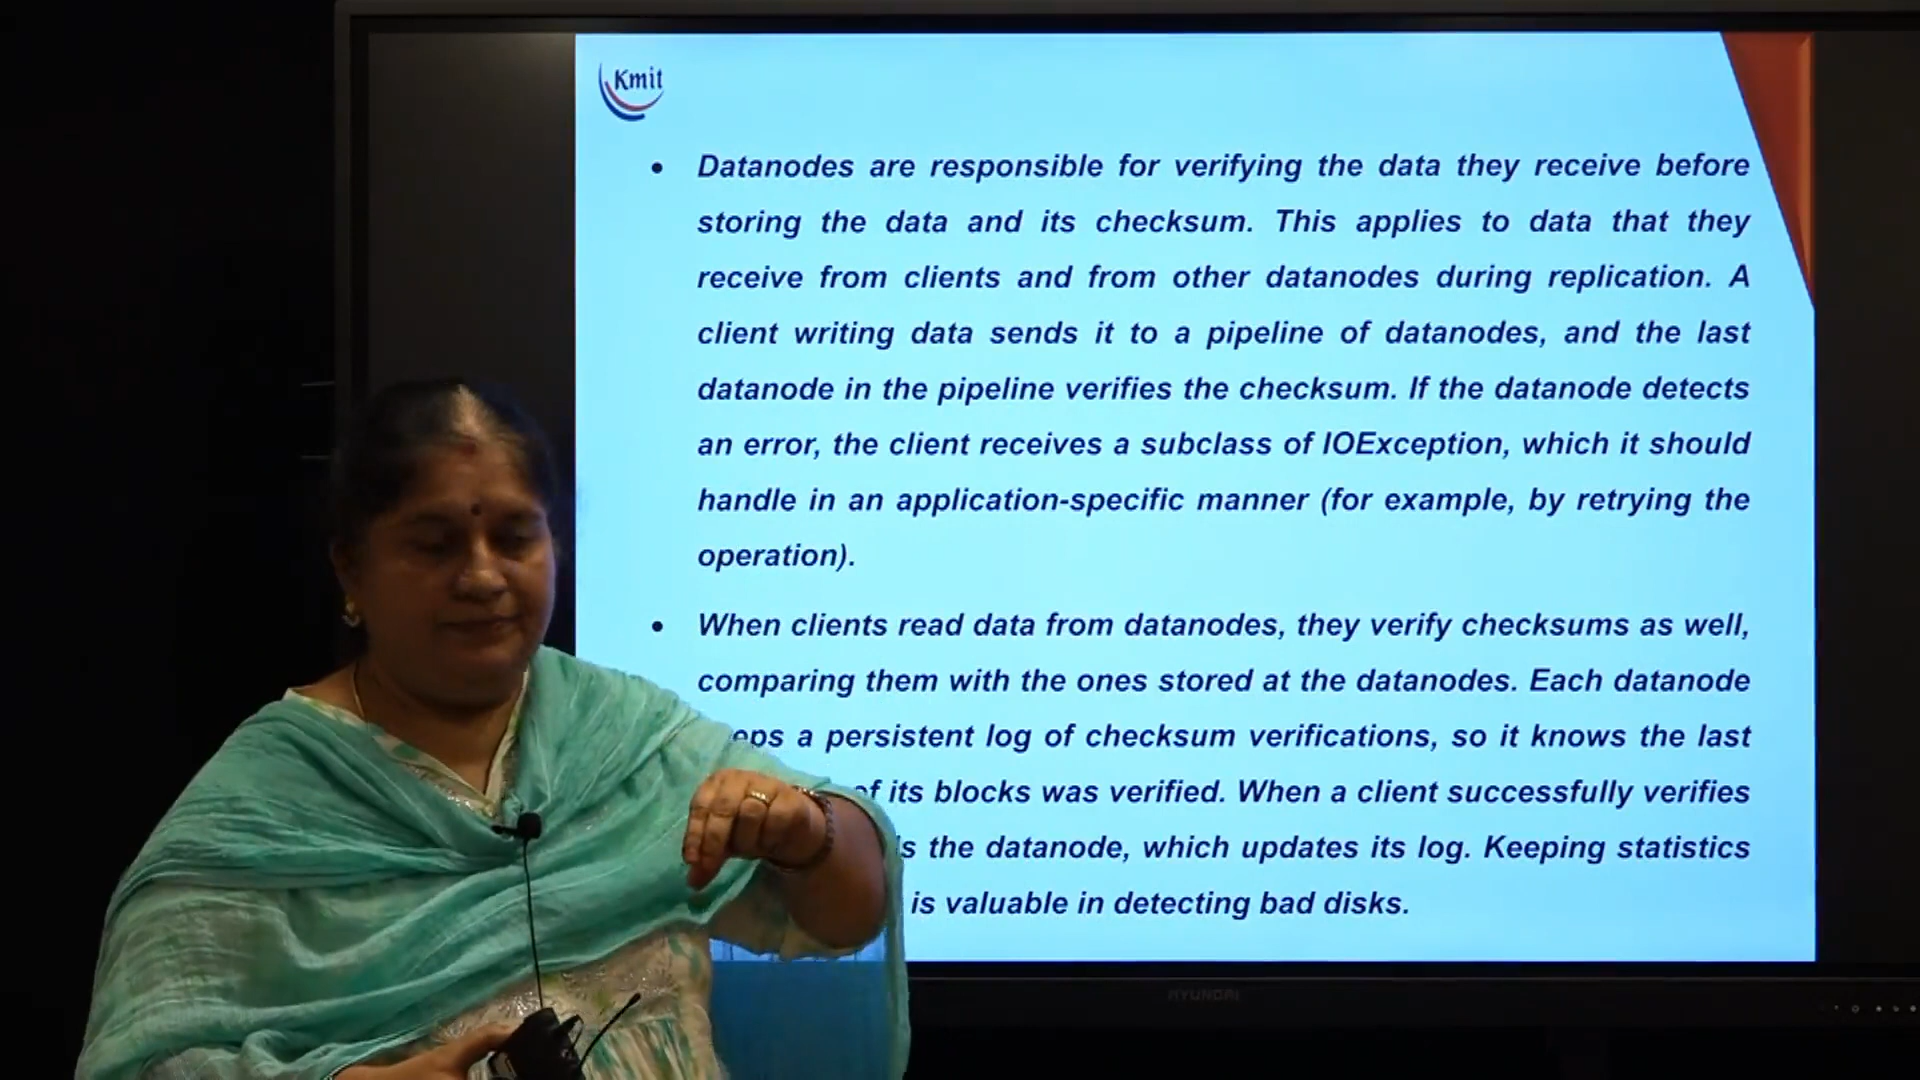 Kmit
• Datanodes are responsible for verifying the data they receive before
storing the data and its checksum. This applies to data that they
receive from clients and from other datanodes during replication. A
client writing data sends it to a pipeline of datanodes, and the last
datanode in the pipeline verifies the checksum. If the datanode detects
an error, the client receives a subclass of IOException, which it should
handle in an application-specific manner (for example, by retrying the
operation).
• When clients read data from datanodes, they verify checksums as well,
comparing them with the ones stored at the datanodes. Each datanode
a persistent log of checksum verifications, so it knows the last
of its blocks was verified. When a client successfully verifies
the datanode, which updates its log. Keeping statistics
is valuable in detecting bad disks.
HYUNDAI